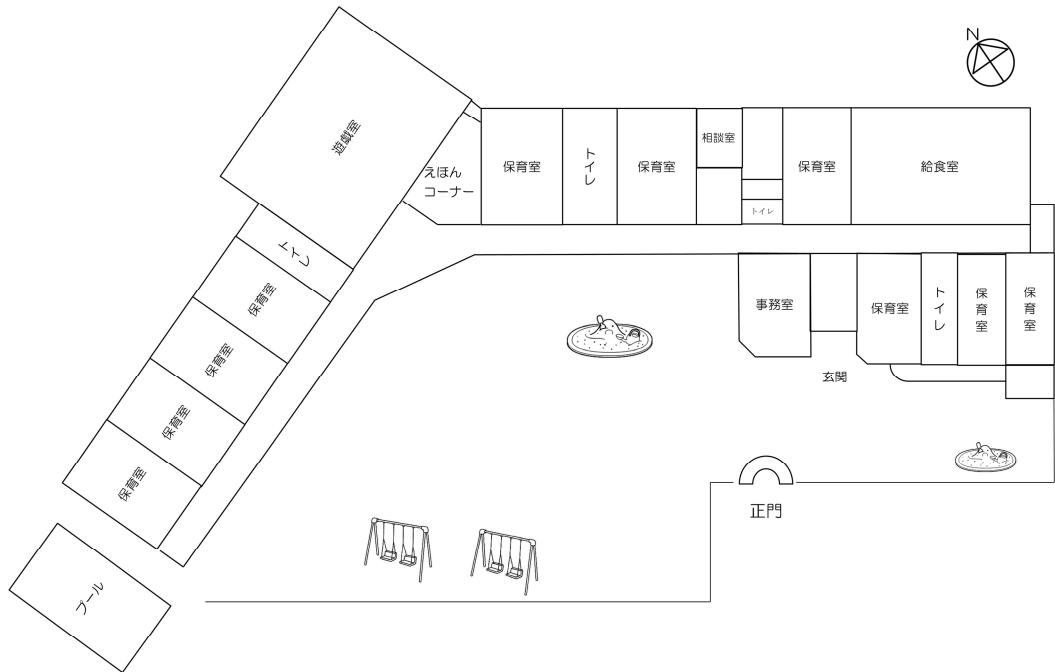 N
遊戯室
えほん
コーナー
保育室
トイレ
保育室
相談室
トイレ
保育室
給食室
トイレ
保育室
保育室
保育室
保育室
プール
事務室
保育室
トイレ
保育室
保育室
玄関
正門